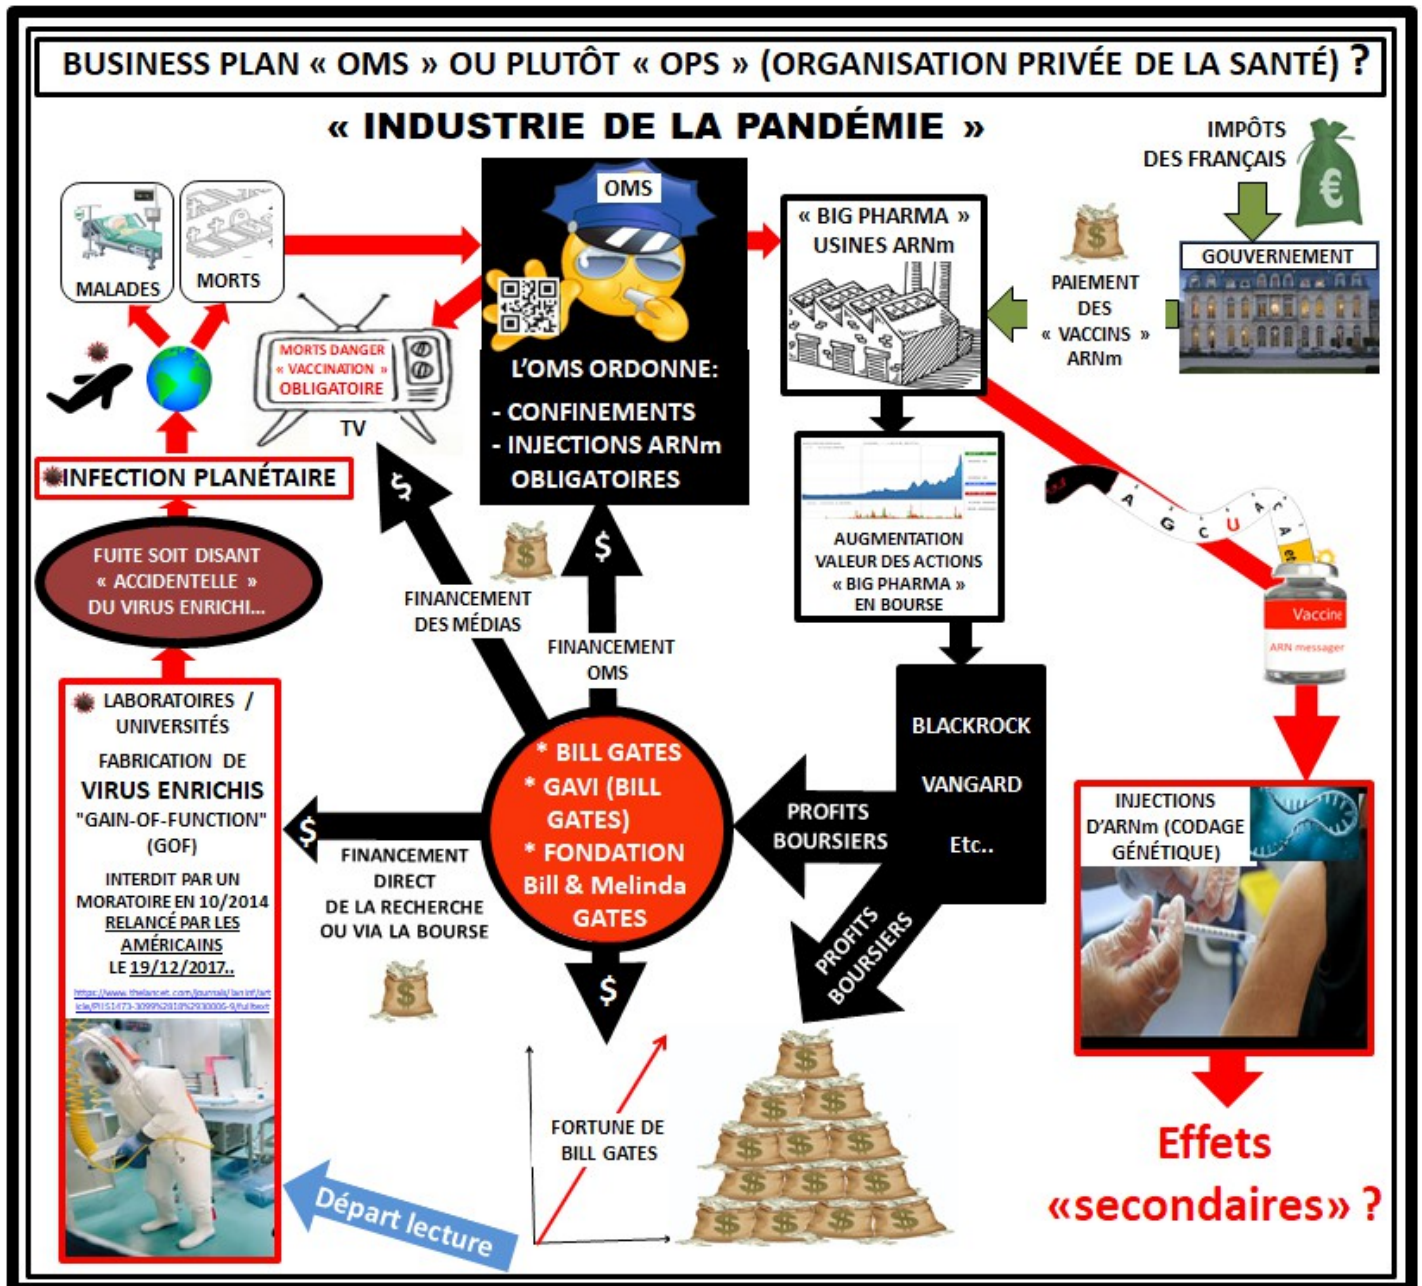 BUSINESS PLAN « OMS » OU PLUTÔT « OPS » (ORGANISATION PRIVÉE DE LA SANTÉ) ?
« INDUSTRIE DE LA PANDÉMIE »
IMPÔTS
DES FRANÇAIS
€
GOUVERNEMENT
$
PAIEMENT
DES
« VACCINS »
ARNm
« BIG PHARMA »
USINES ARNm
OMS
L'OMS ORDONNE:
- CONFINEMENTS
- INJECTIONS ARNm
OBLIGATOIRES
MALADES
MORTS
MORTS DANGER
« VACCINATION »
OBLIGATOIRE
TV
INFECTION PLANÉTAIRE
FUITE SOIT DISANT
« ACCIDENTELLE »
DU VIRUS ENRICHI...
LABORATOIRES /
UNIVERSITÉS
FABRICATION DE
VIRUS ENRICHIS
"GAIN-OF-FUNCTION"
(GOF)
INTERDIT PAR UN
MORATOIRE EN 10/2014
RELANCÉ PAR LES
AMÉRICAINS
LE 19/12/2017..
$
FINANCEMENT
DES MÉDIAS
$
$
FINANCEMENT
OMS
AUGMENTATION
VALEUR DES ACTIONS
« BIG PHARMA »
EN BOURSE
BLACKROCK
VANGARD
Etc..
PROFITS
BOURSIERS
PROFITS
BOURSIERS
* BILL GATES
* GAVI (BILL
GATES)
* FONDATION
Bill & Melinda
GATES
$
FINANCEMENT
DIRECT
DE LA RECHERCHE
OU VIA LA BOURSE
$
$
FORTUNE DE
BILL GATES
Départ lecture
$
$ $
$ $ $
$ $ $ $
$ $ $ $ $
A G C U A C A
et
Vaccine
ARN messager
INJECTIONS
D'ARNm (CODAGE
GÉNÉTIQUE)
Effets
«secondaires» ?